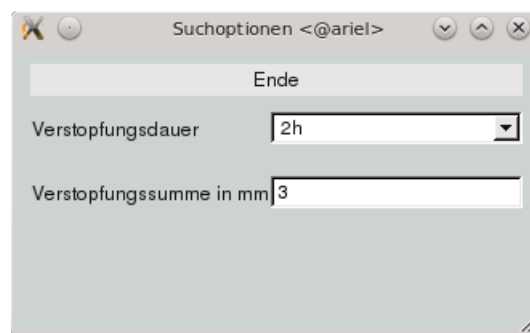 Suchoptionen <@ariel>
Ende
Verstopfungsdauer 2h
Verstopfungssumme in mm 3